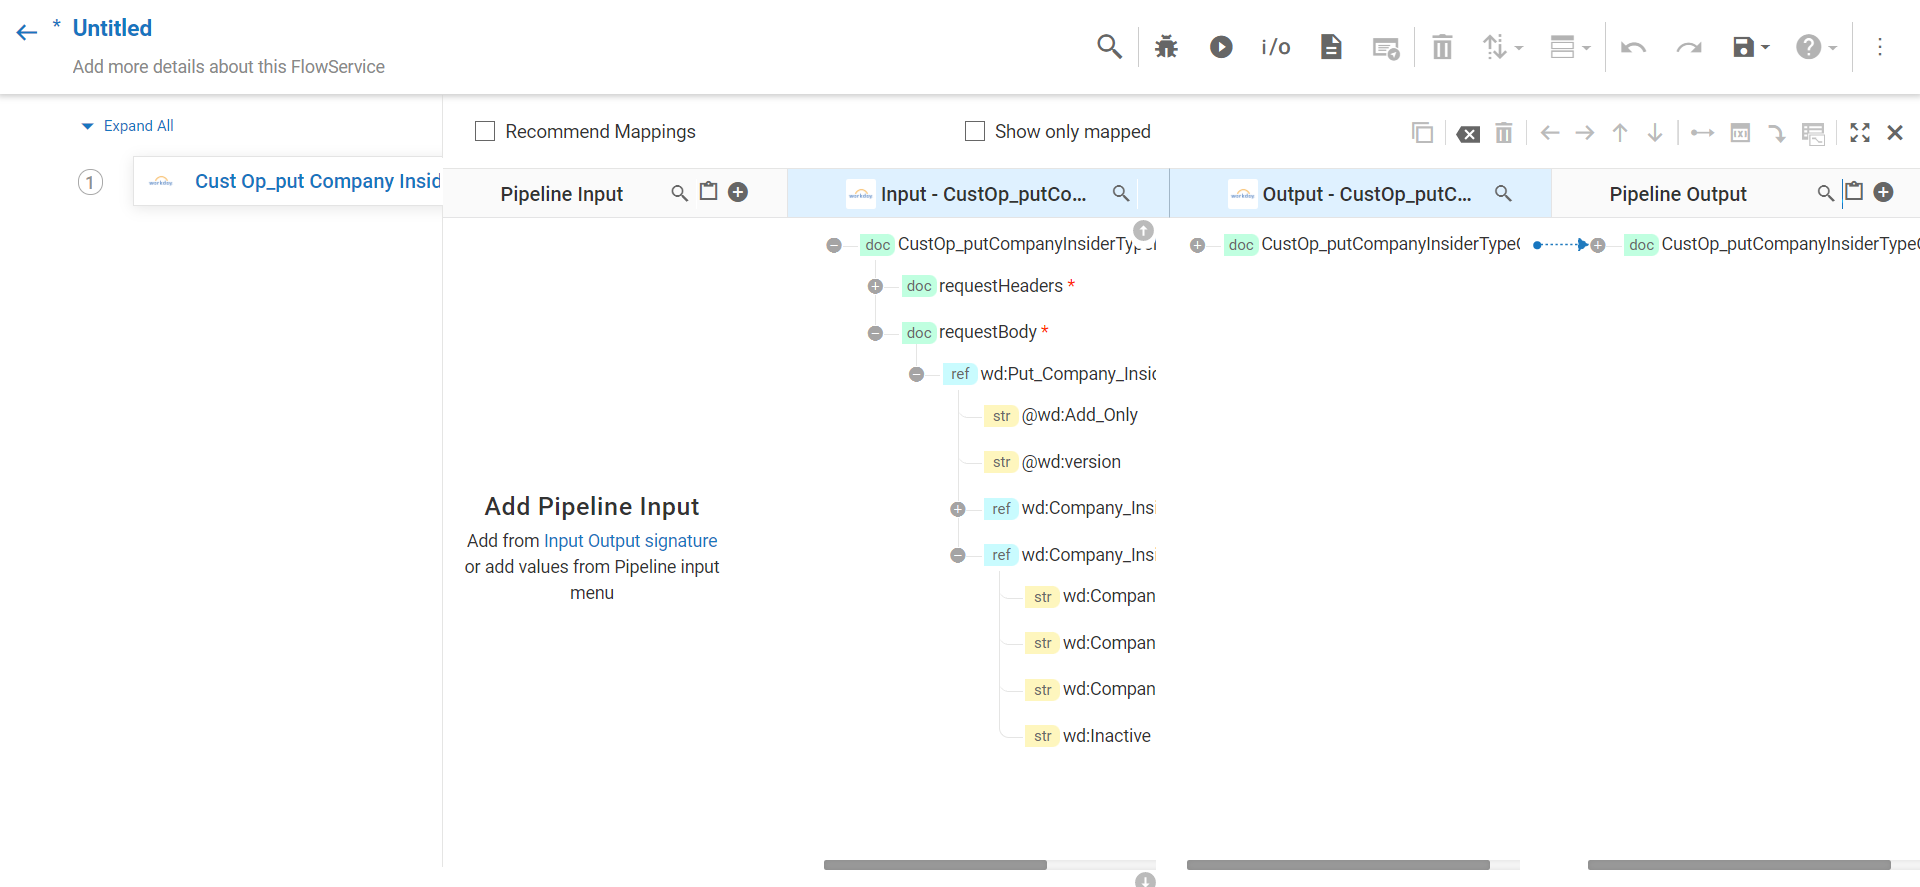 * Untitled
Add more details about this FlowService
i/o
Expand All
Recommend Mappings
Show only mapped
1
Cust Op_put Company Insid
Pipeline Input
Input - CustOp_putCo...
Output - CustOp_putC...
Pipeline Output
doc CustOp_putCompanyInsiderTyp
doc CustOp_putCompanyInsiderType
doc CustOp_putCompanyInsiderType
doc requestHeaders *
doc requestBody *
ref wd:Put_Company_Insid
str @wd:Add_Only
str @wd:version
ref wd:Company_Ins
ref wd:Company_Ins
str wd:Compan
str wd:Compan
str wd:Compan
str wd:Inactive
Add Pipeline Input
Add from Input Output signature
or add values from Pipeline input
menu